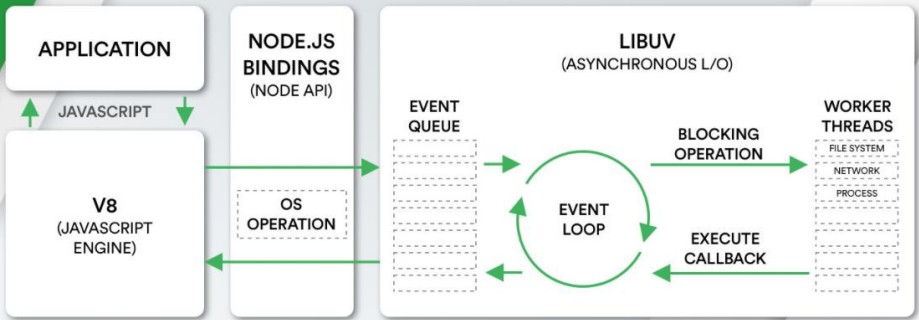 APPLICATION
JAVASCRIPT
V8
(JAVASCRIPT
ENGINE)
NODE.JS
BINDINGS
(NODE API)
OS
OPERATION
LIBUV
(ASYNCHRONOUS L/O)
EVENT
QUEUE
EVENT
LOOP
BLOCKING
OPERATION
EXECUTE
CALLBACK
WORKER
THREADS
FILE SYSTEM
NETWORK
PROCESS